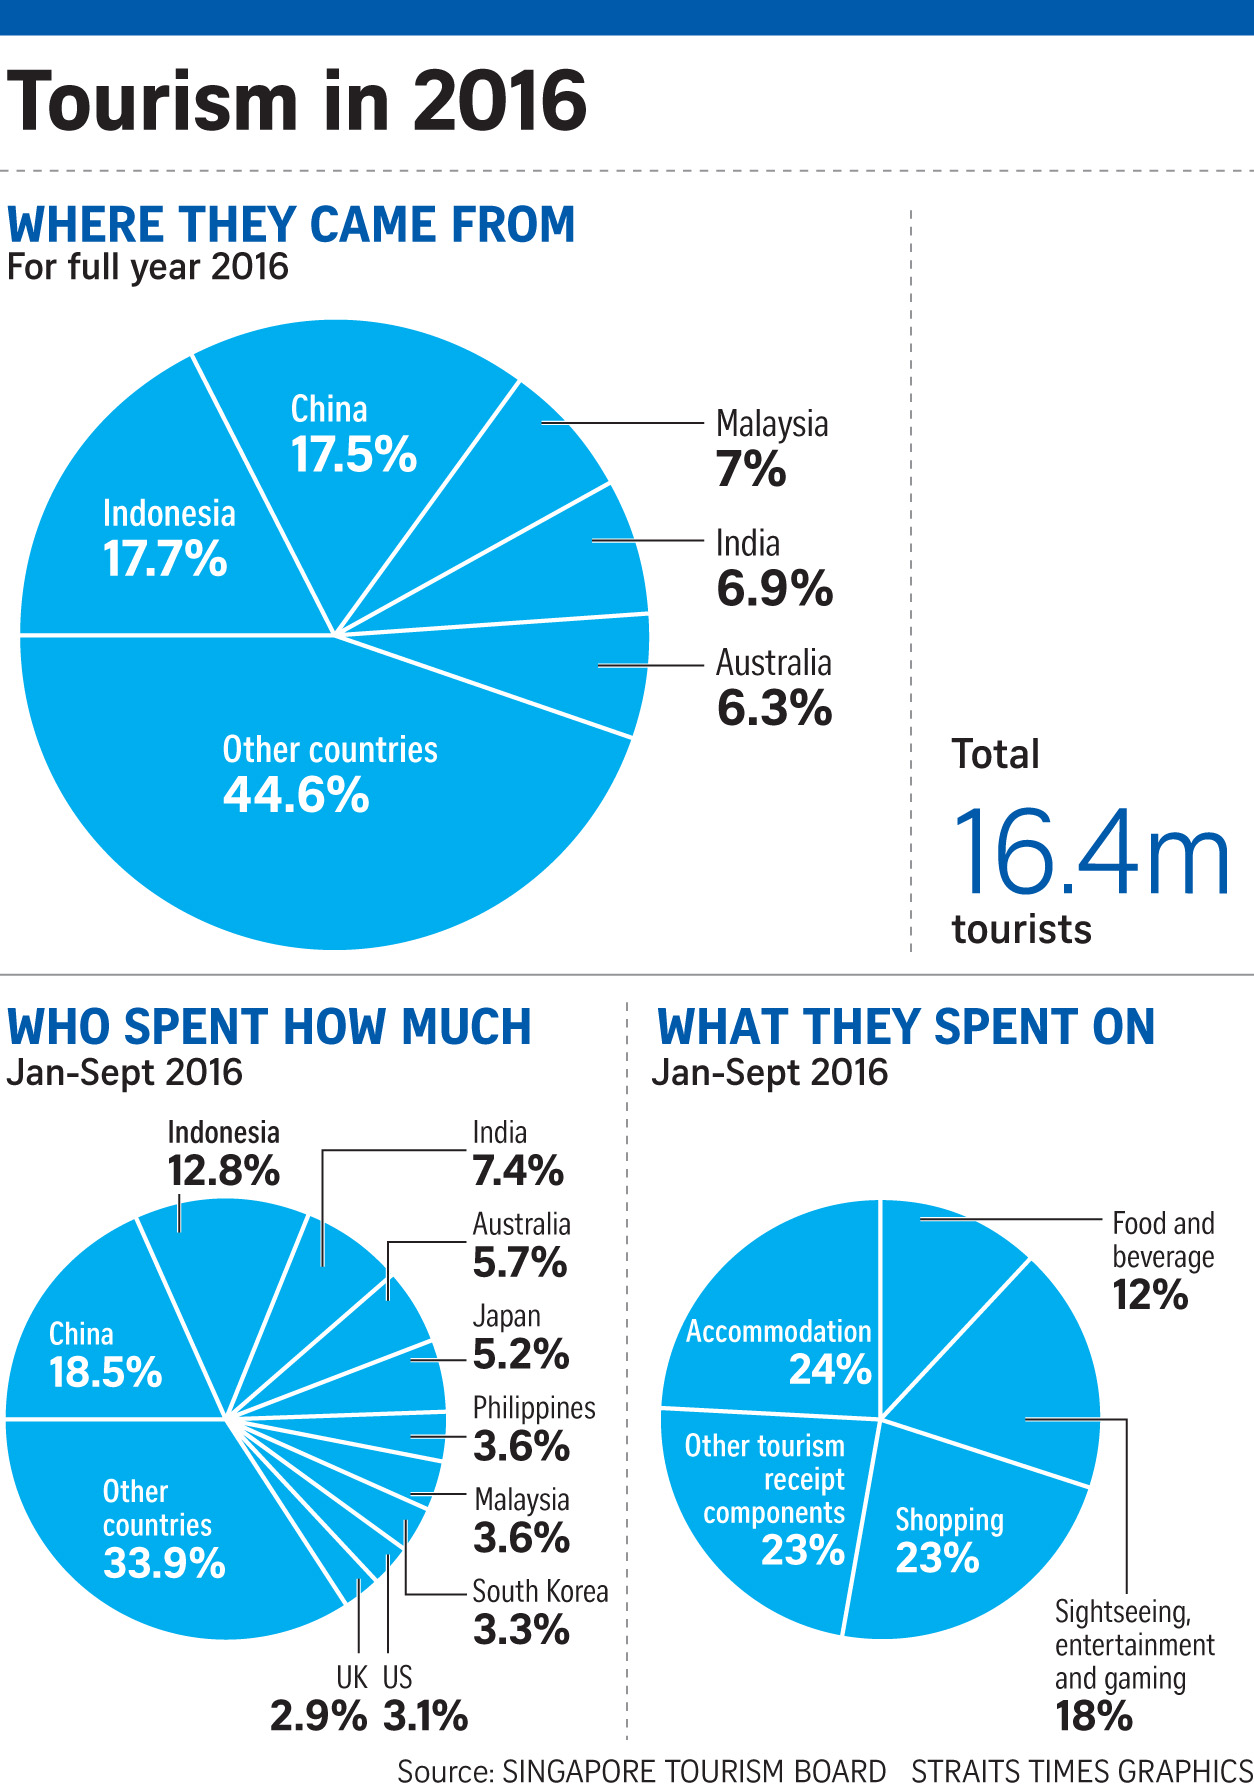 Tourism in 2016
WHERE THEY CAME FROM
For full year 2016
China
17.5%
Indonesia
17.7%
Malaysia
7%
India
6.9%
Australia
6.3%
Other countries
44.6%
Total
16.4m
tourists
WHO SPENT HOW MUCH
Jan-Sept 2016
Indonesia
12.8%
India
7.4%
Australia
5.7%
Japan
5.2%
Philippines
3.6%
Malaysia
3.6%
South Korea
3.3%
US
3.1%
UK
2.9%
China
18.5%
Other
countries
33.9%
WHAT THEY SPENT ON
Jan-Sept 2016
Food and
beverage
12%
Accommodation
24%
Other tourism
receipt
components
23%
Shopping
23%
Sightseeing,
entertainment
and gaming
18%
Source: SINGAPORE TOURISM BOARD STRAITS TIMES GRAPHICS